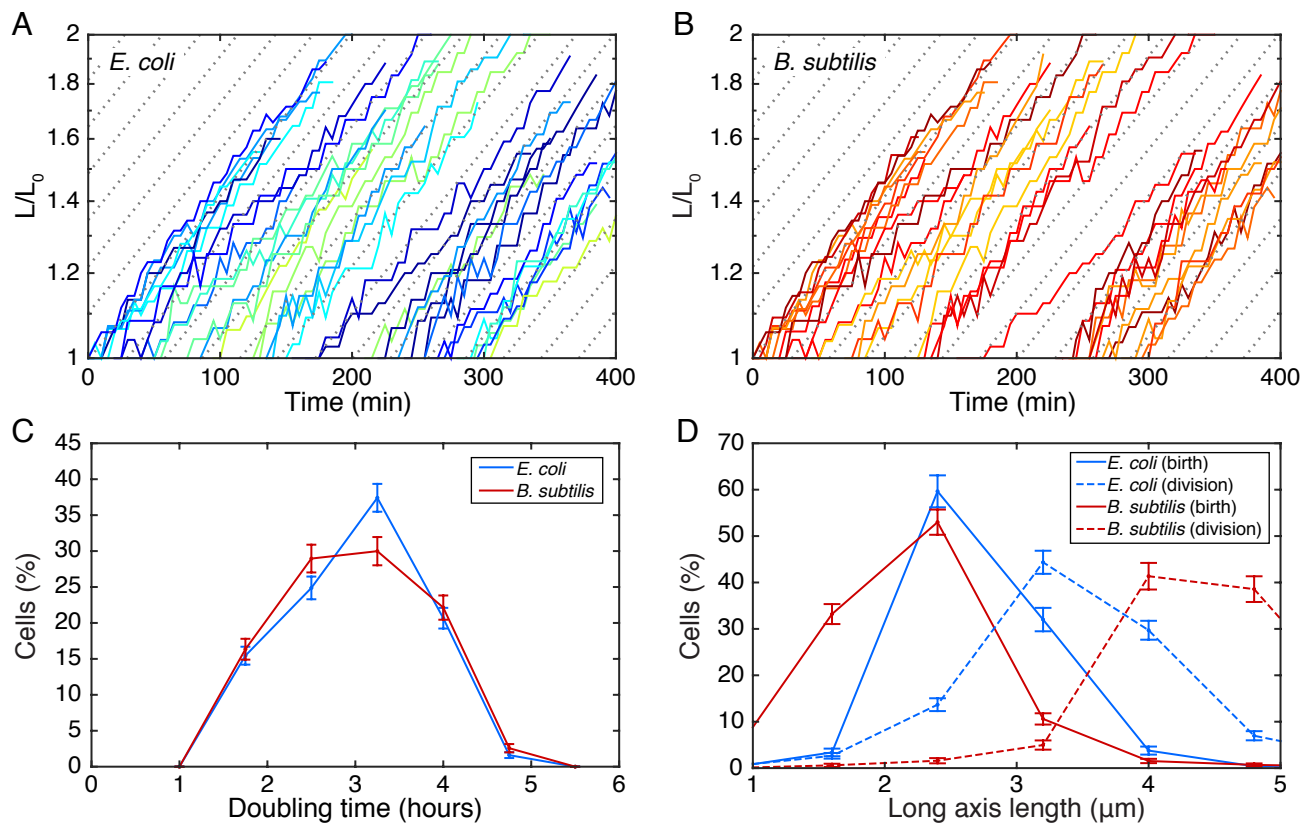 A
E. coli
2
1.8
1.6
1.4
1.2
1
L/L0
0 100 200 300 400
Time (min)
B
B. subtilis
2
1.8
1.6
1.4
1.2
1
L/L0
0 100 200 300 400
Time (min)
C
45
40
35
30
25
20
15
10
5
0
Cells (%)
E. coli
B. subtilis
0 1 2 3 4 5 6
Doubling time (hours)
D
70
60
50
40
30
20
10
0
Cells (%)
E. coli (birth)
E. coli (division)
B. subtilis (birth)
B. subtilis (division)
1 2 3 4 5
Long axis length (μm)